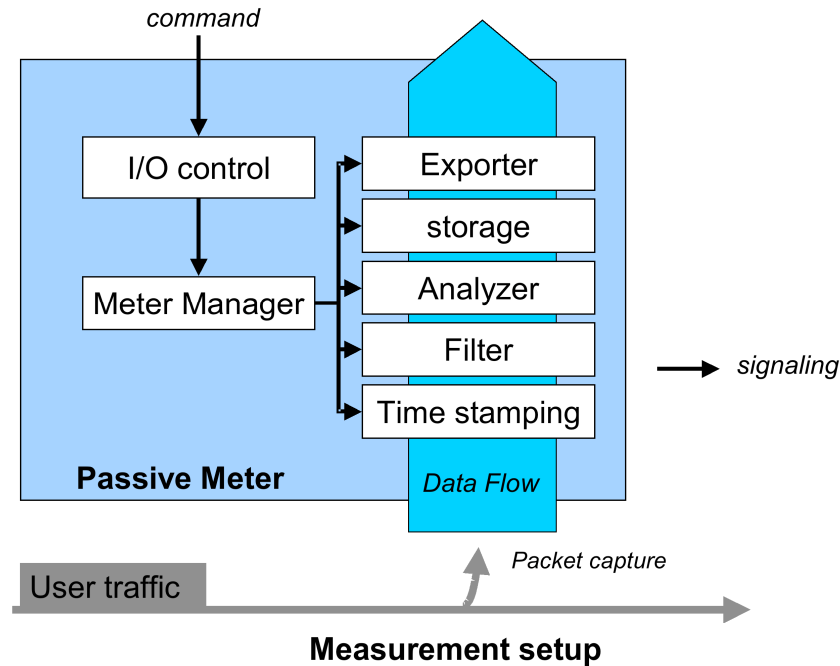 command
I/O control
Meter Manager
Exporter
storage
Analyzer
Filter
Time stamping
signaling
Passive Meter
Data Flow
Packet capture
User traffic
Measurement setup